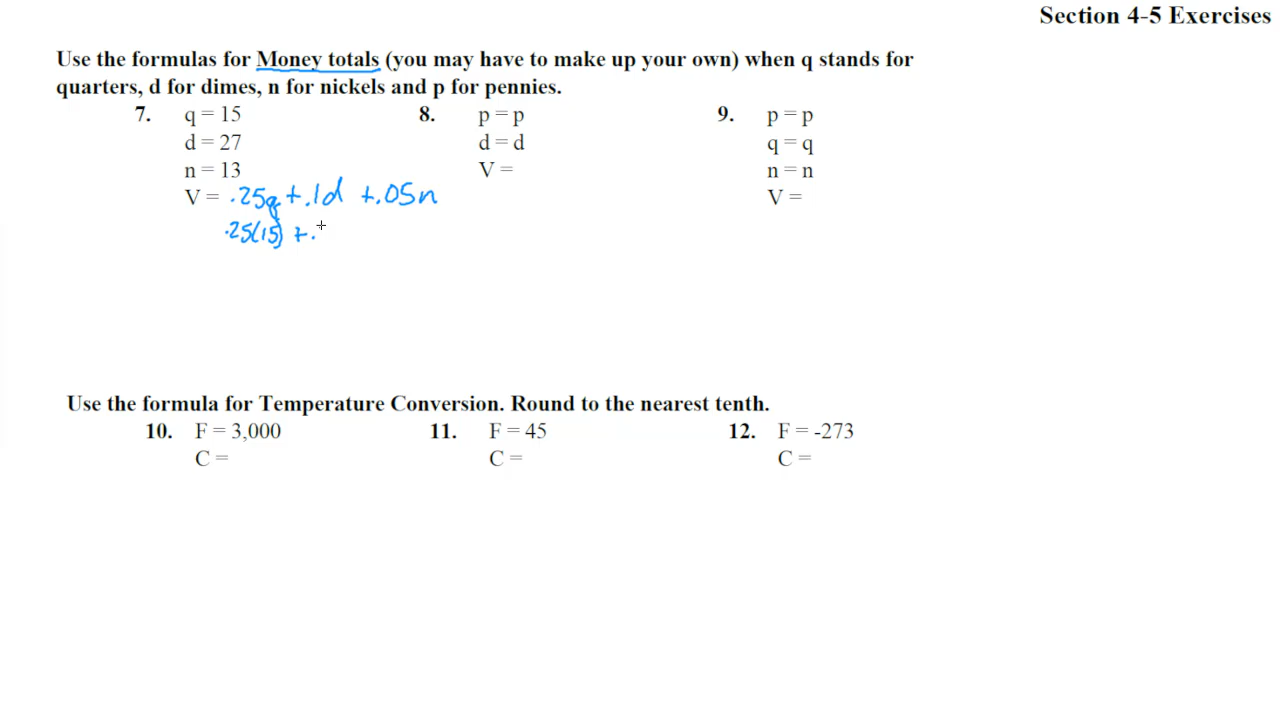 Section 4-5 Exercises
Use the formulas for Money totals (you may have to make up your own) when q stands for
quarters, d for dimes, n for nickels and p for pennies.
7. q = 15 8. p = p 9. p = p
d = 27 d = d q = q
n = 13 V = n = n
V = .25q + .1d + .05n V =
.25(15) + .
Use the formula for Temperature Conversion. Round to the nearest tenth.
10. F = 3,000 11. F = 45 12. F = -273
C = C = C =